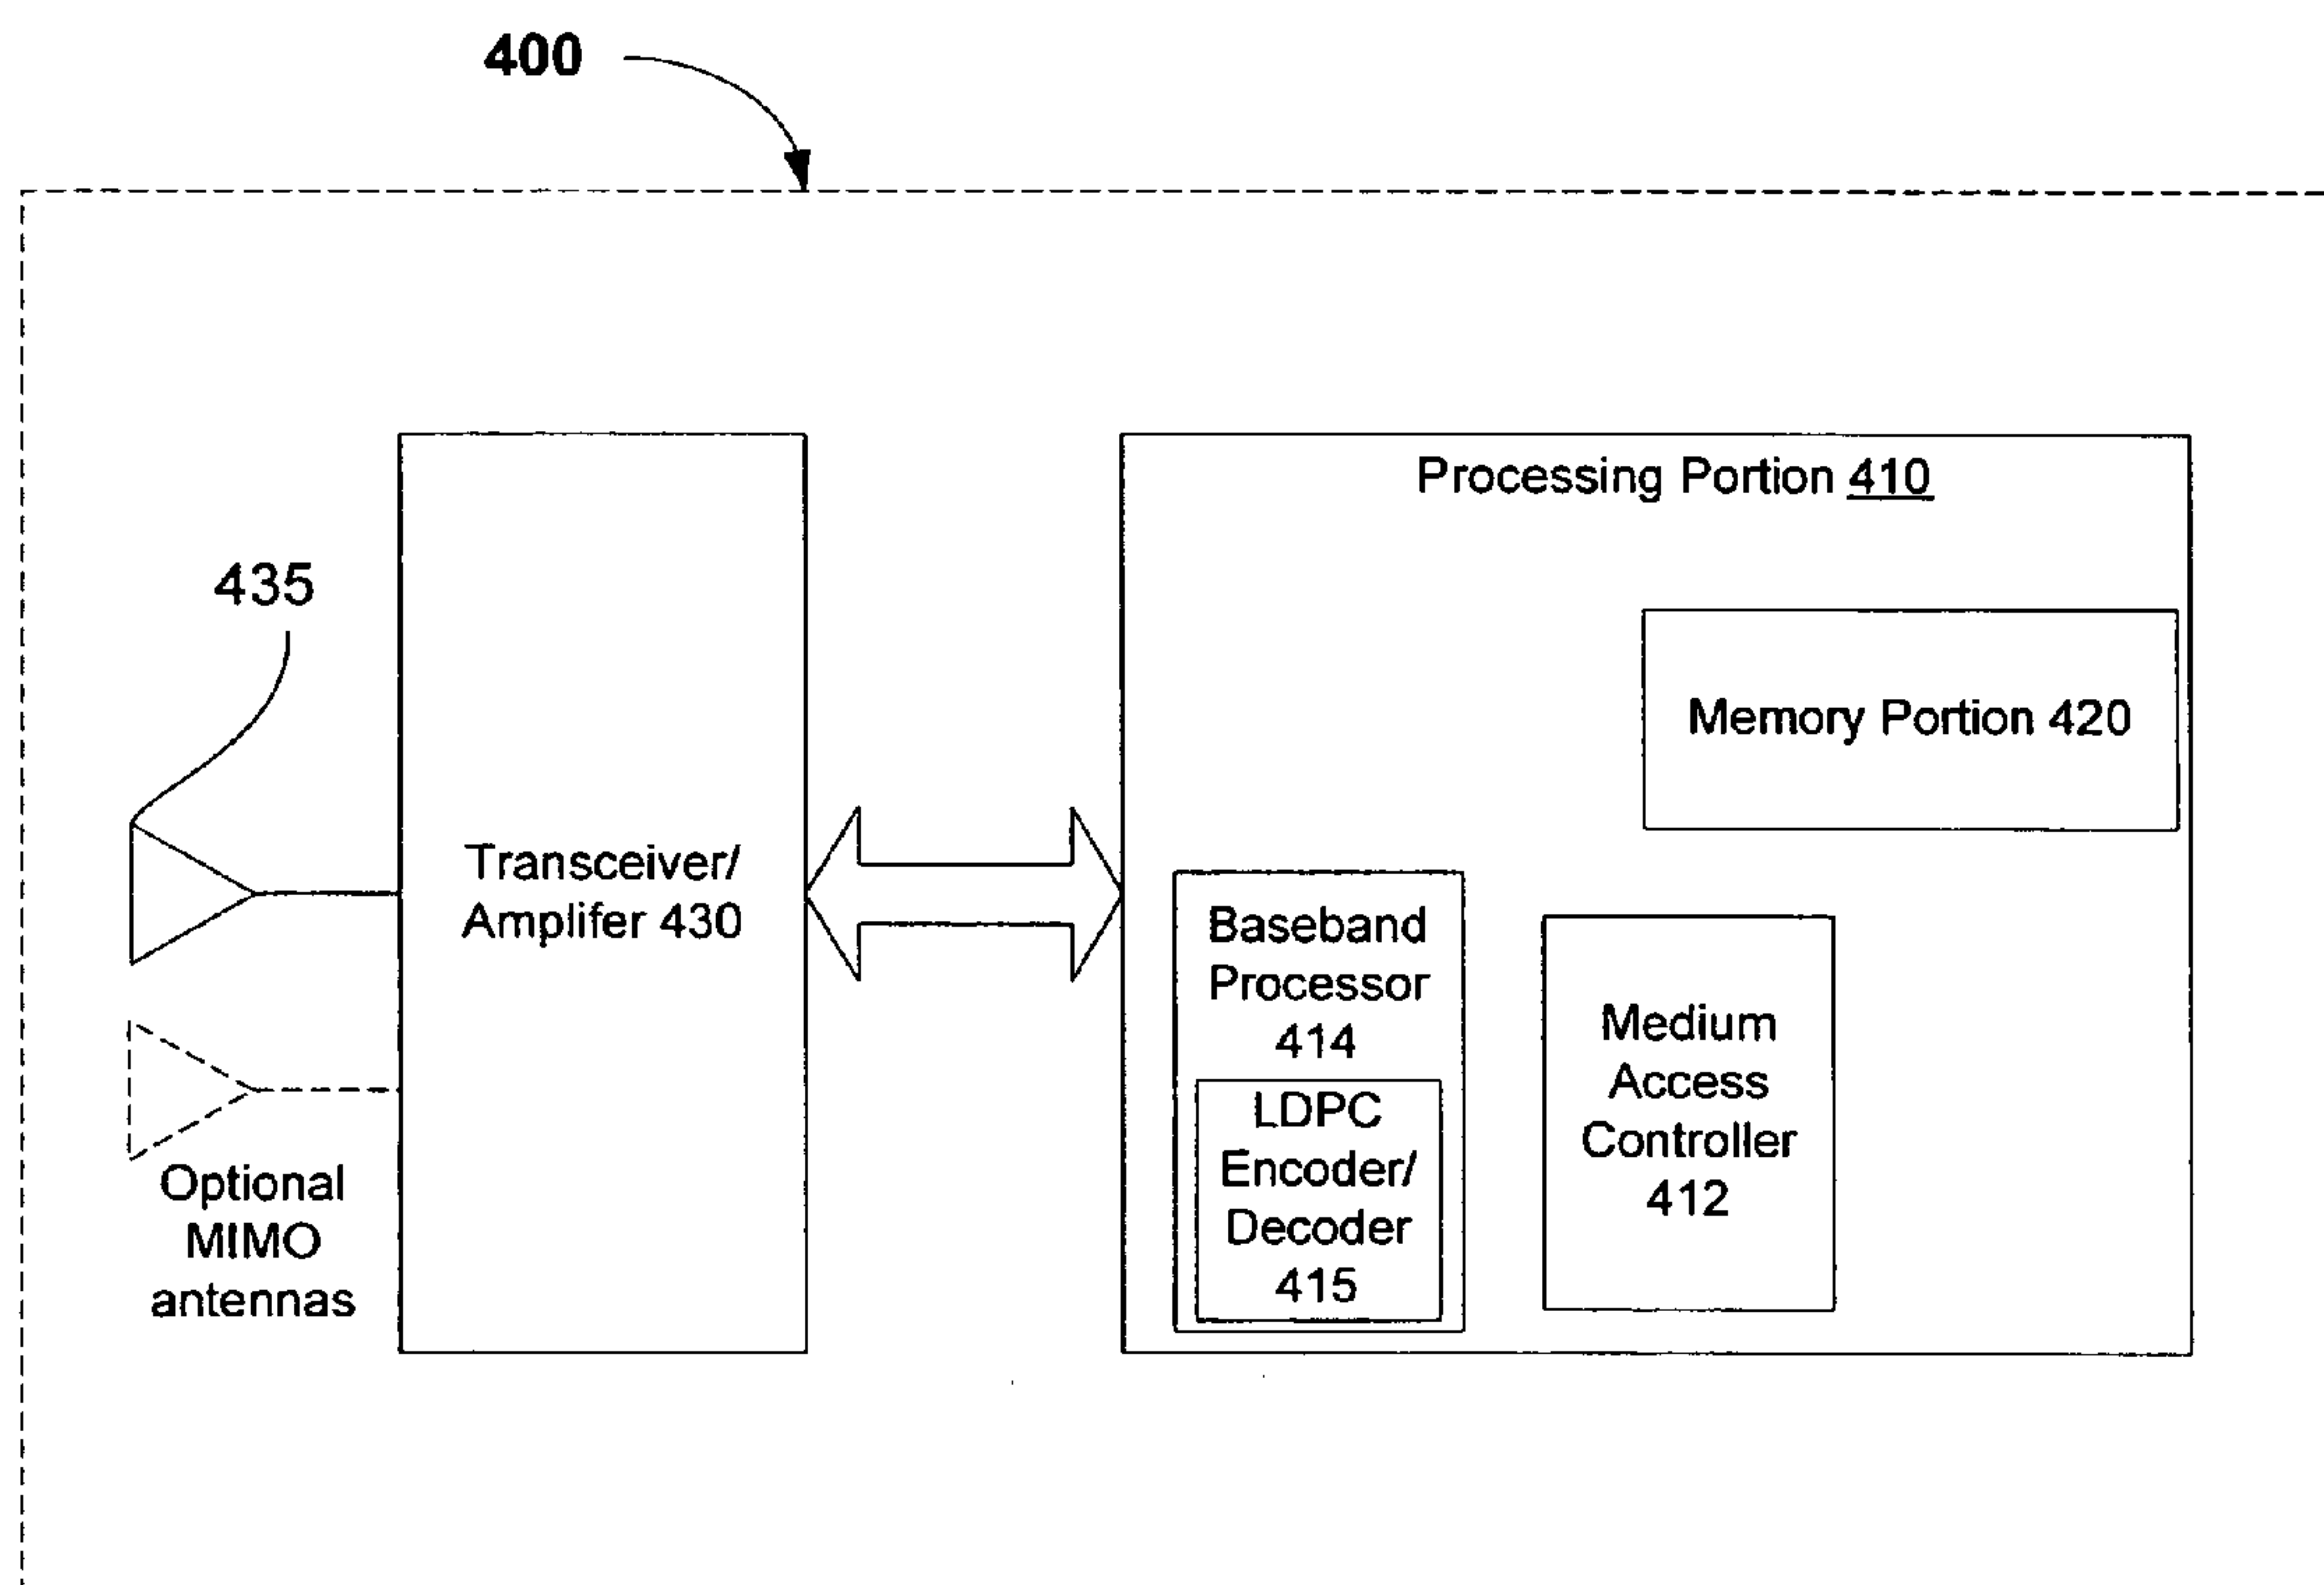 400
Processing Portion 410
435
Memory Portion 420
Transceiver/
Amplifer 430
Baseband
Processor
414
LDPC
Encoder/
Decoder
415
Medium
Access
Controller
412
Optional
MIMO
antennas